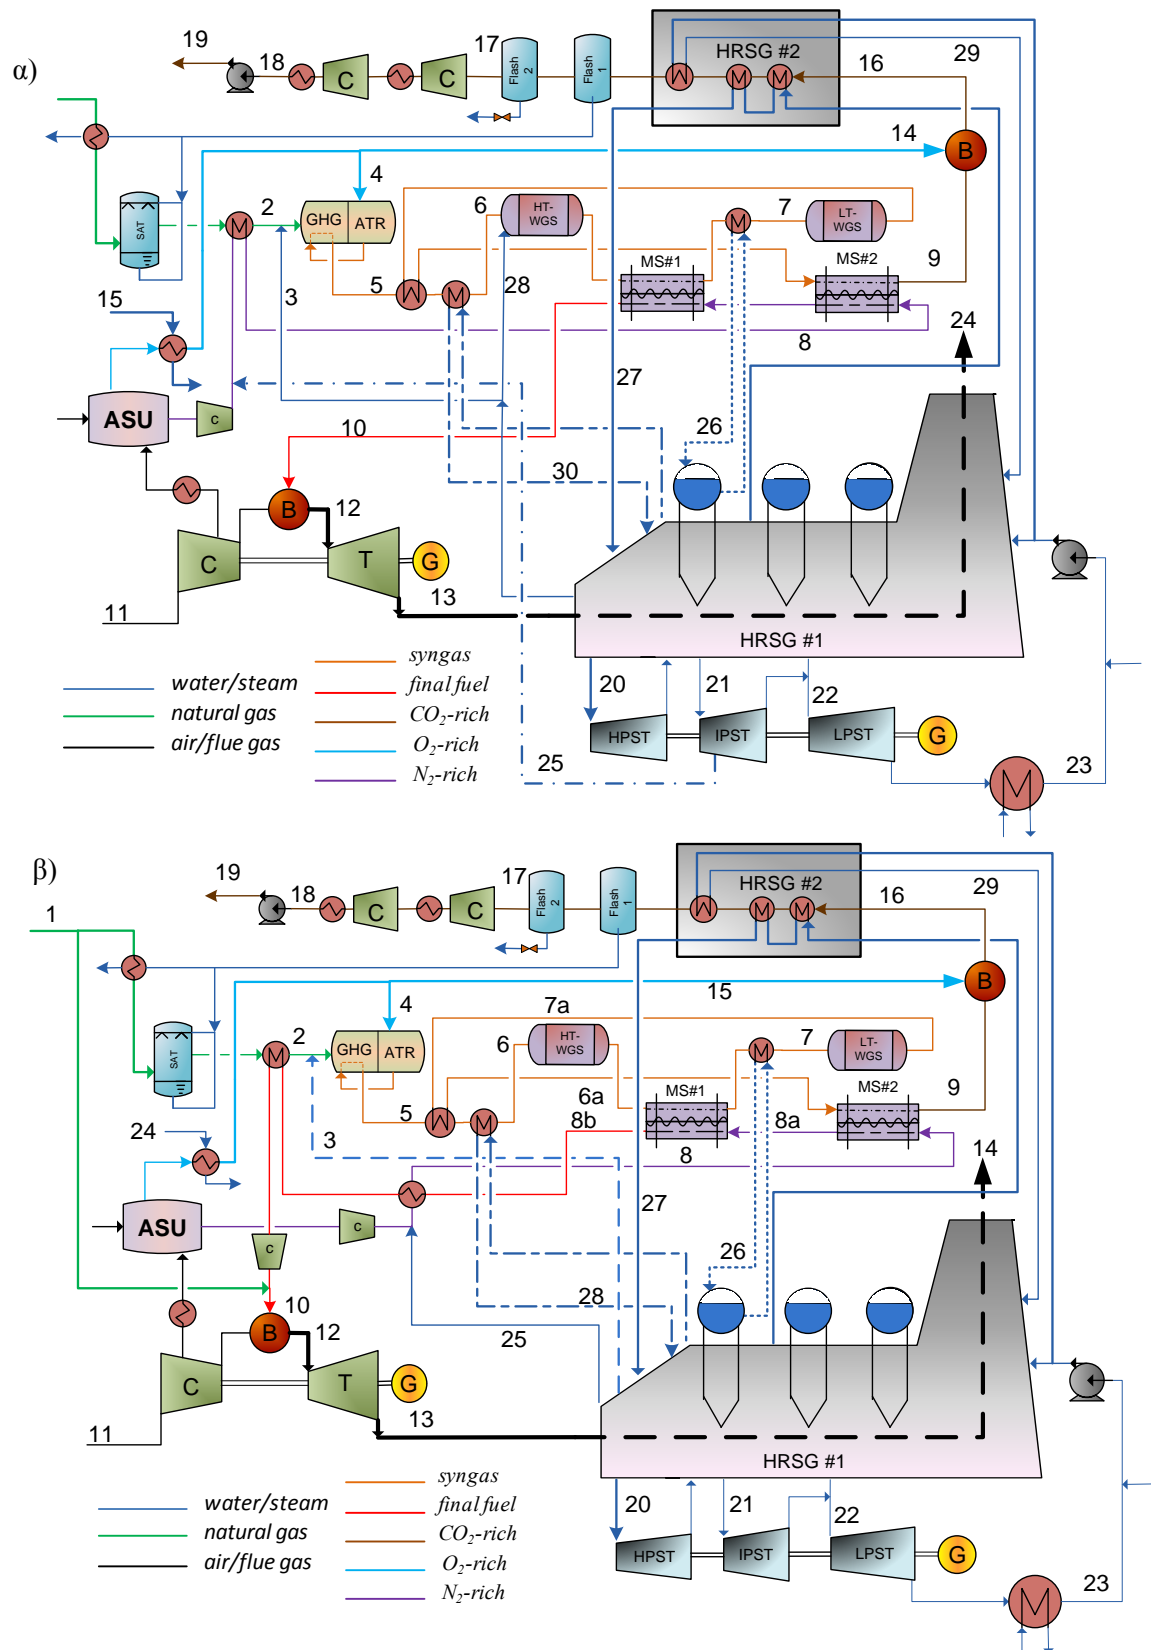 α)
19
18
C
C
17
Flash 2
Flash 1
HRSG #2
M
M
M
16
29
14
B
4
2
M
SAT
GHG
ATR
6
HT-WGS
M
7
LT-WGS
MS#1
MS#2
9
5
M
M
3
28
15
8
24
ASU
c
27
10
26
30
B
12
C
T
G
11
13
HRSG #1
20
21
22
HPST
IPST
LPST
G
25
23
M
water/steam
natural gas
air/flue gas
syngas
final fuel
CO2-rich
O2-rich
N2-rich
β)
19
18
C
C
17
Flash 2
Flash 1
HRSG #2
M
M
M
16
29
1
B
15
4
7a
2
M
SAT
GHG
ATR
6
HT-WGS
M
7
LT-WGS
6a
MS#1
MS#2
9
5
M
M
8b
8a
24
3
8
14
ASU
c
c
27
26
28
25
10
B
12
C
T
G
11
13
HRSG #1
20
21
22
HPST
IPST
LPST
G
23
M
water/steam
natural gas
air/flue gas
syngas
final fuel
CO2-rich
O2-rich
N2-rich